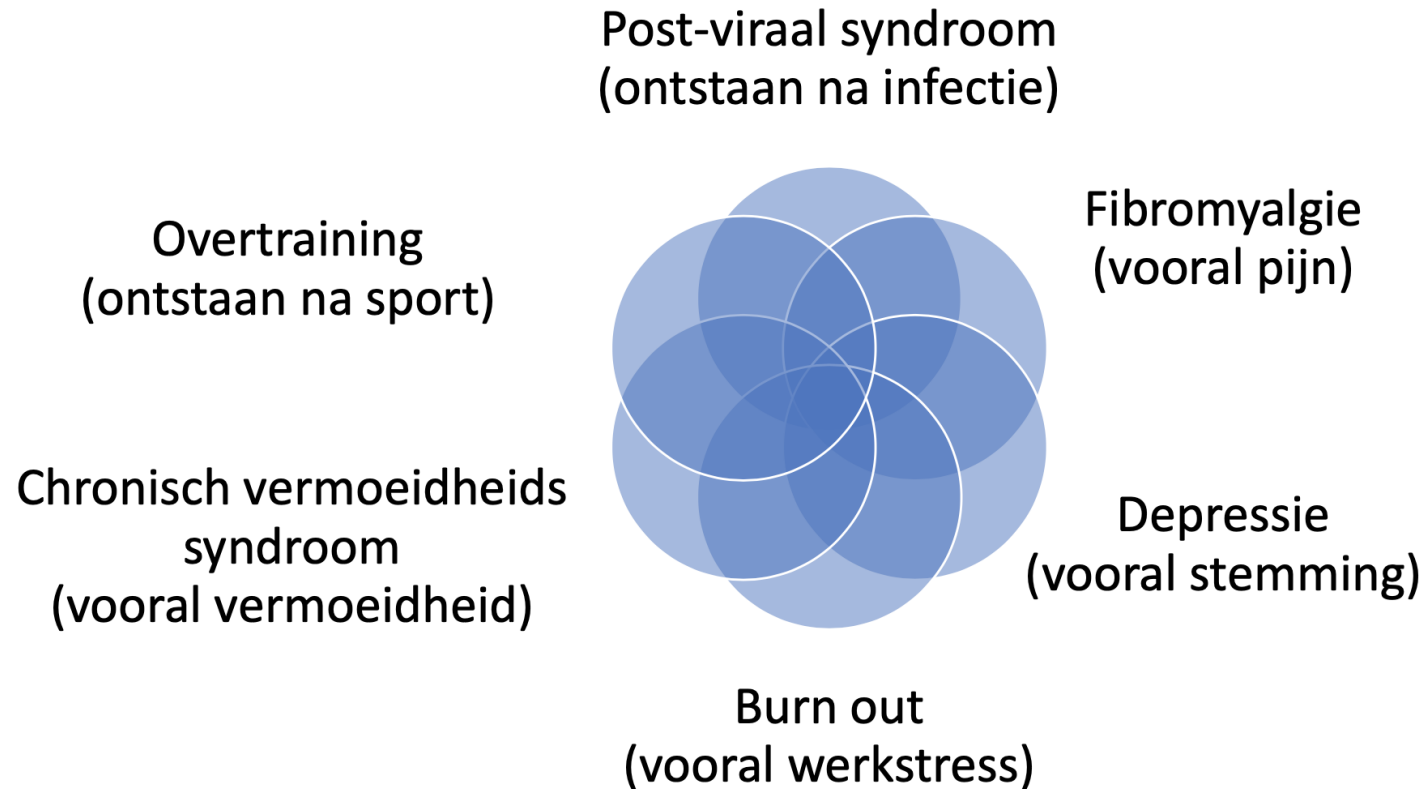 Post-viraal syndroom
(ontstaan na infectie)
Fibromyalgie
(vooral pijn)
Depressie
(vooral stemming)
Burn out
(vooral werkstress)
Chronisch vermoeidheids
syndroom
(vooral vermoeidheid)
Overtraining
(ontstaan na sport)